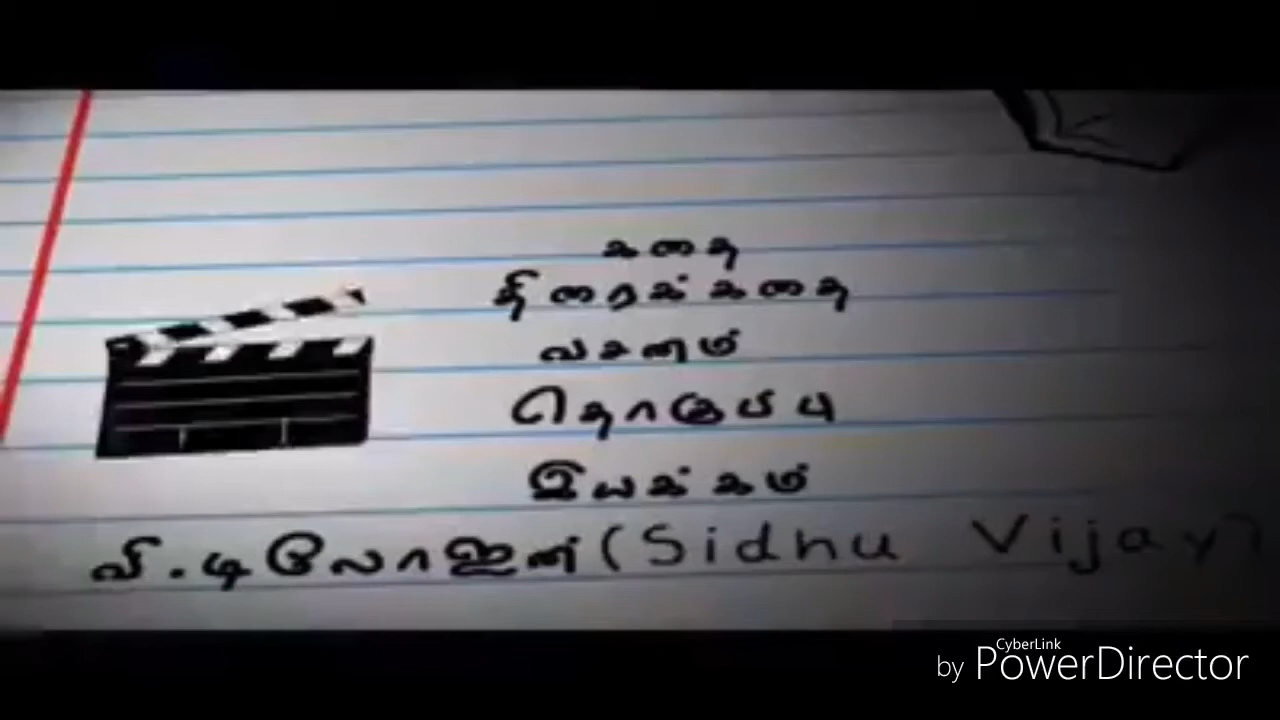 கதை
திரைக்கதை
வசனம்
தொகுப்பு
இயக்கம்
வி.டிலோஜன்(Sidhu Vijay)
CyberLink
by PowerDirector